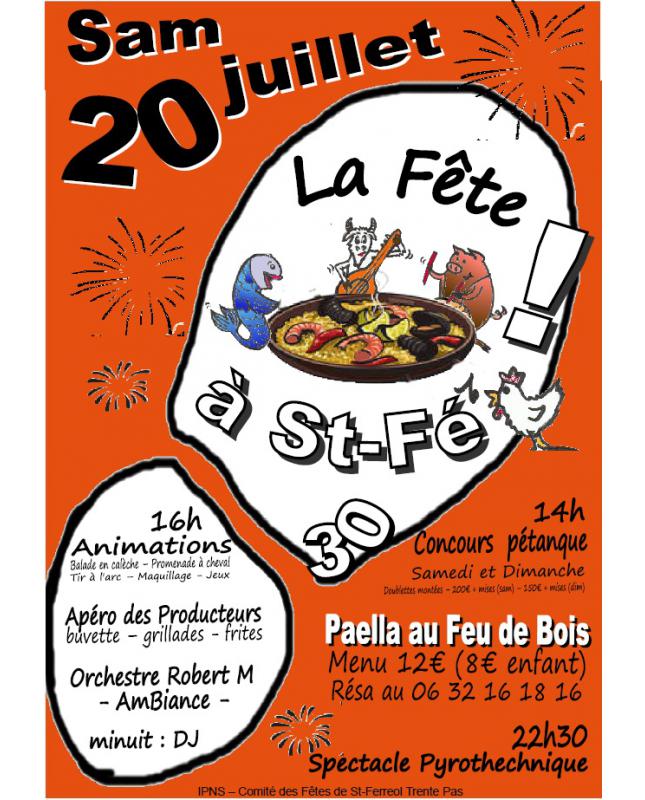 Sam
20 juillet
La Fête !
à St-Fé
30
16h
Animations
Balade en calèche – Promenade à cheval
Tir à l'arc – Maquillage – Jeux
Apéro des Producteurs
buvette – grillades - frites
Orchestre Robert M
- AmBiance -
minuit : DJ
14h
Concours pétanque
Samedi et Dimanche
Doublettes montées – 200€ + mises (sam) – 150€ + mises (dim)
Paella au Feu de Bois
Menu 12€ (8€ enfant)
Résa au 06 32 16 18 16
22h30
Spectacle Pyrothechnique
IPNS – Comité des Fêtes de St-Ferreol Trente Pas